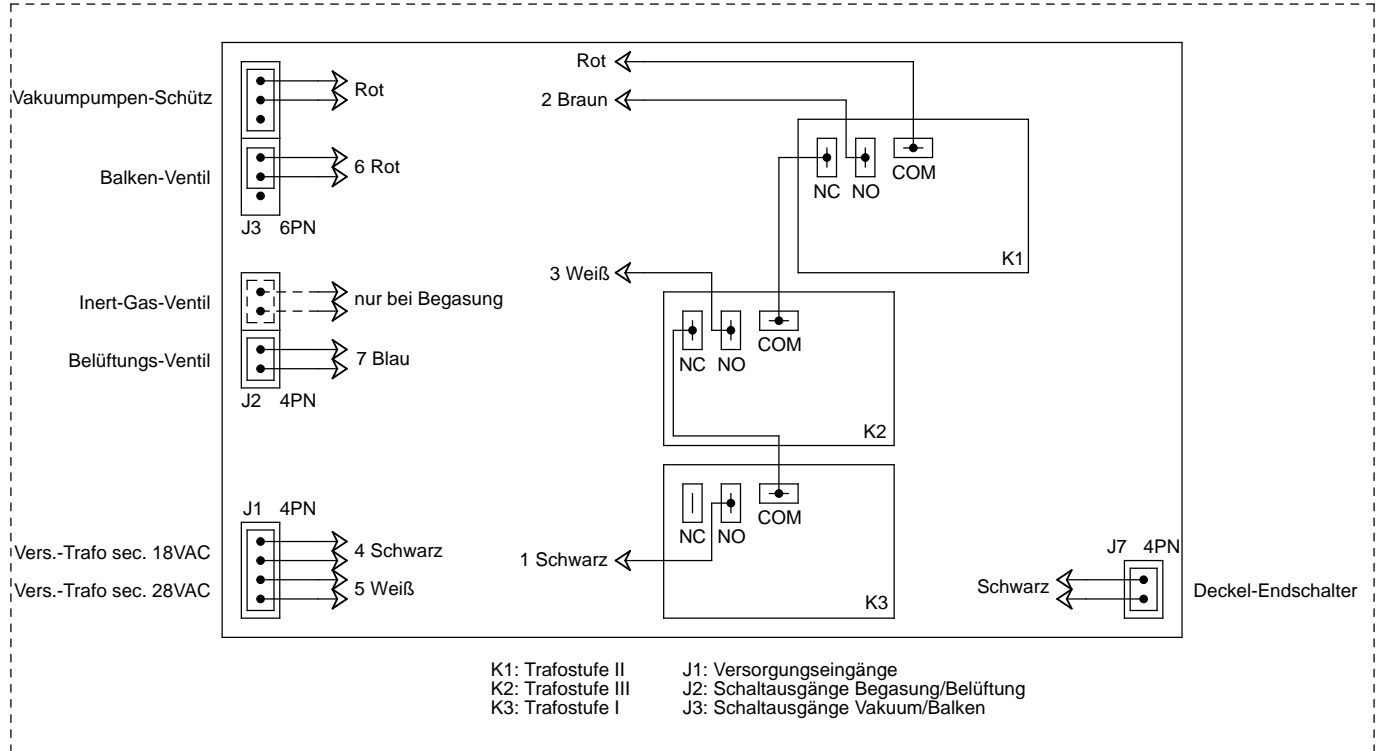 Rot
Vakuumpumpen-Schütz
Rot
2 Braun
NC NO COM
6 Rot
Balken-Ventil
J3 6PN
K1
3 Weiß
Inert-Gas-Ventil
nur bei Begasung
NC NO COM
Belüftungs-Ventil
7 Blau
J2 4PN
K2
J1 4PN
NC NO COM
Vers.-Trafo sec. 18VAC
4 Schwarz
1 Schwarz
J7 4PN
Vers.-Trafo sec. 28VAC
5 Weiß
Schwarz
Deckel-Endschalter
K3
K1: Trafostufe II
K2: Trafostufe III
K3: Trafostufe I
J1: Versorgungseingänge
J2: Schaltausgänge Begasung/Belüftung
J3: Schaltausgänge Vakuum/Balken